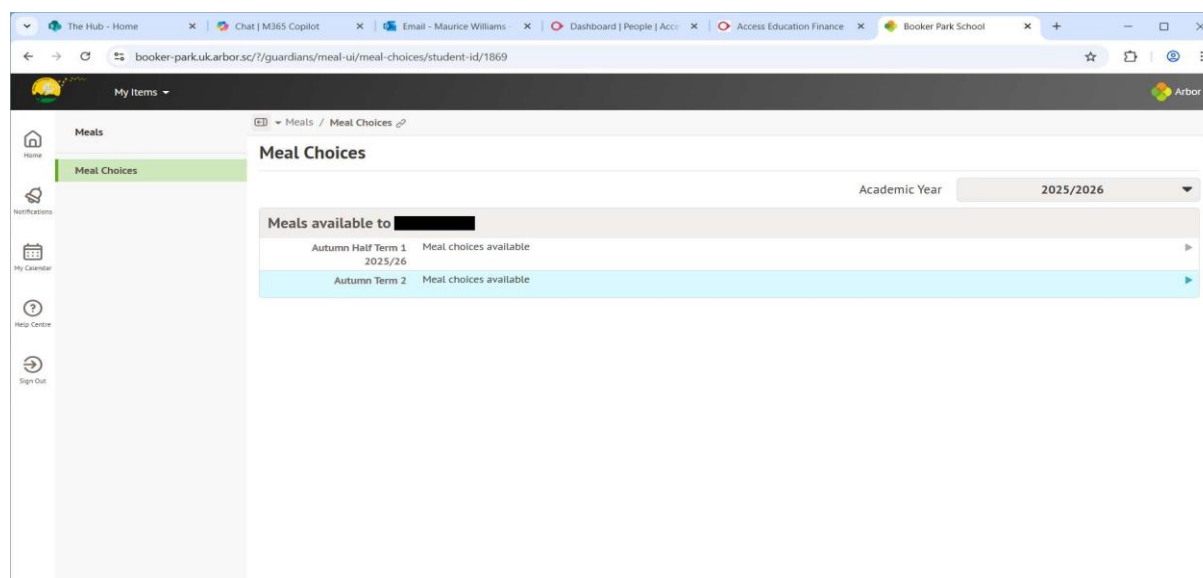 The Hub - Home
Chat | M365 Copilot
Email - Maurice Williams
Dashboard | People | Acce
Access Education Finance
Booker Park School
booker-park.uk.arbor.sc/?/guardians/meal-ui/meal-choices/student-id/1869
My Items
Arbor
Home
Notifications
My Calendar
Help Centre
Sign Out
Meals
Meal Choices
Meals / Meal Choices
Meal Choices
Academic Year 2025/2026
Meals available to
Autumn Half Term 1 Meal choices available
2025/26
Autumn Term 2 Meal choices available